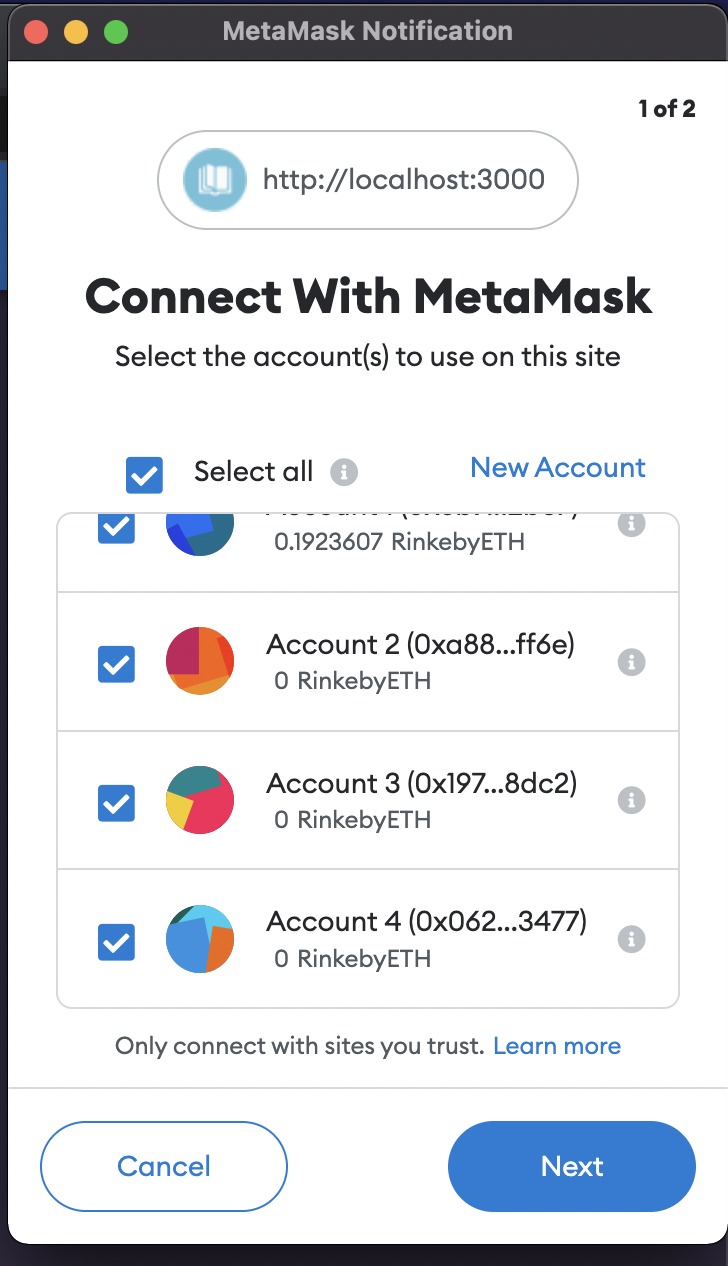 MetaMask Notification
1 of 2
http://localhost:3000
Connect With MetaMask
Select the account(s) to use on this site
Select all
New Account
0.1923607 RinkebyETH
Account 2 (0xa88...ff6e)
0 RinkebyETH
Account 3 (0x197...8dc2)
0 RinkebyETH
Account 4 (0x062...3477)
0 RinkebyETH
Only connect with sites you trust. Learn more
Cancel
Next